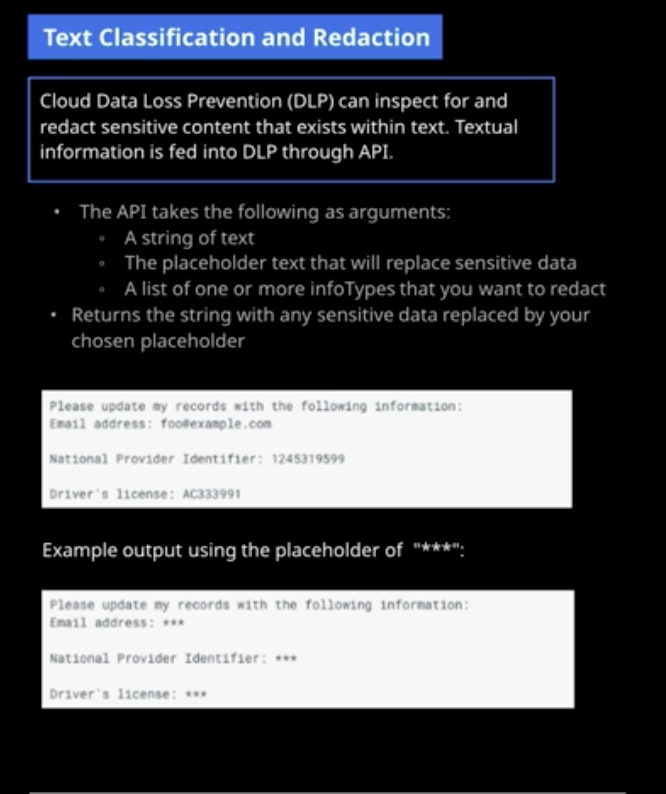 Text Classification and Redaction
Cloud Data Loss Prevention (DLP) can inspect for and
redact sensitive content that exists within text. Textual
information is fed into DLP through API.
• The API takes the following as arguments:
◦ A string of text
◦ The placeholder text that will replace sensitive data
◦ A list of one or more infoTypes that you want to redact
• Returns the string with any sensitive data replaced by your
chosen placeholder
Please update my records with the following information:
Email address: foo@example.com
National Provider Identifier: 1245319599
Driver's license: AC333991
Example output using the placeholder of "***":
Please update my records with the following information:
Email address: ***
National Provider Identifier: ***
Driver's license: ***